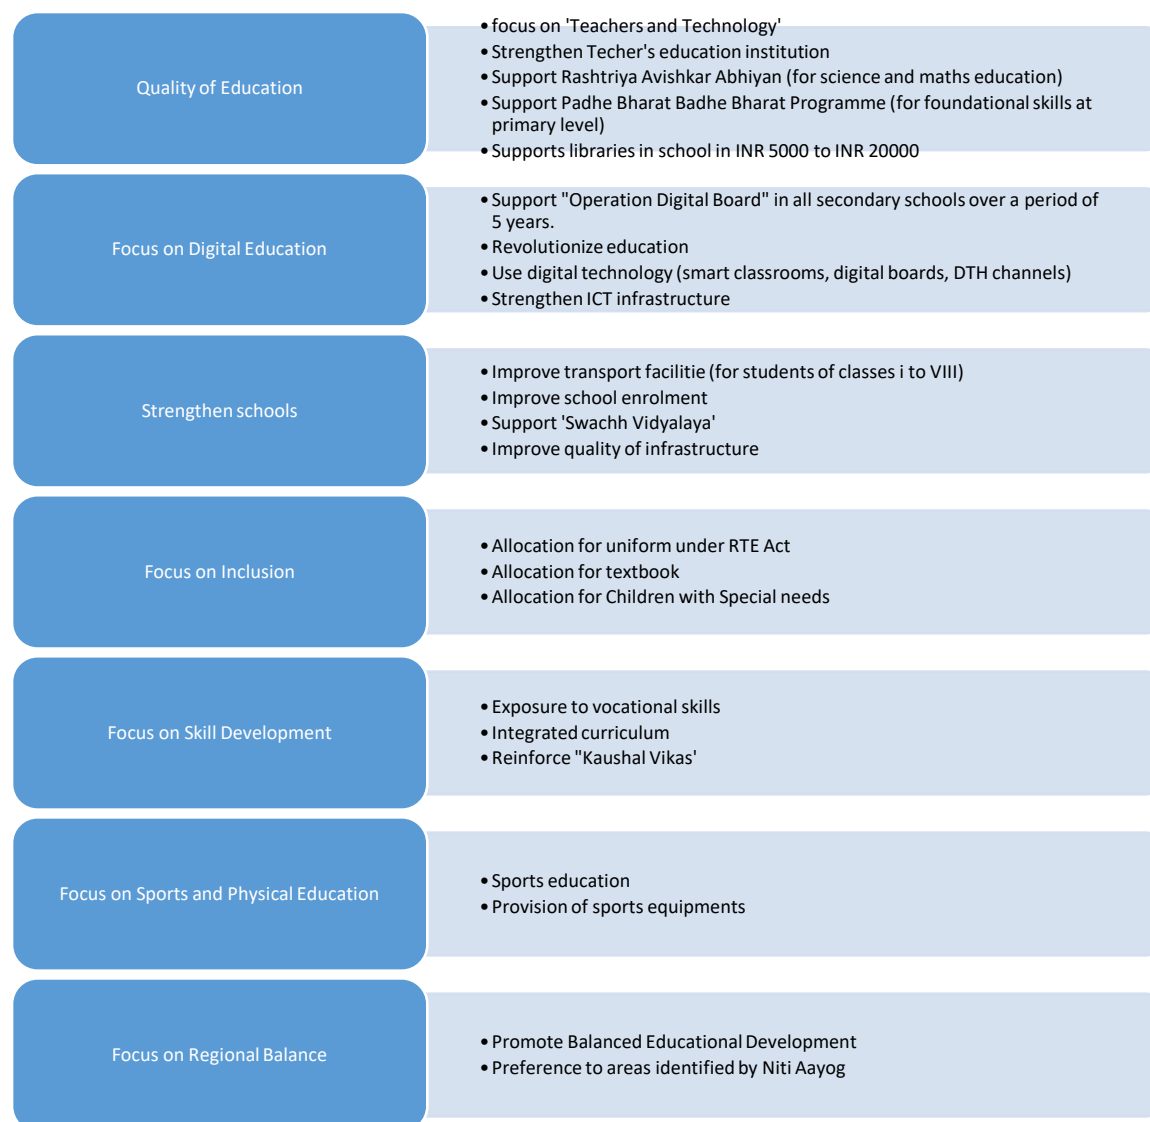 Quality of Education
• focus on 'Teachers and Technology'
• Strengthen Techer's education institution
• Support Rashtriya Avishkar Abhiyan (for science and maths education)
• Support Padhe Bharat Badhe Bharat Programme (for foundational skills at
primary level)
• Supports libraries in school in INR 5000 to INR 20000
Focus on Digital Education
• Support "Operation Digital Board" in all secondary schools over a period of
5 years.
• Revolutionize education
• Use digital technology (smart classrooms, digital boards, DTH channels)
• Strengthen ICT infrastructure
Strengthen schools
• Improve transport facilitie (for students of classes i to VIII)
• Improve school enrolment
• Support 'Swachh Vidyalaya'
• Improve quality of infrastructure
Focus on Inclusion
• Allocation for uniform under RTE Act
• Allocation for textbook
• Allocation for Children with Special needs
Focus on Skill Development
• Exposure to vocational skills
• Integrated curriculum
• Reinforce "Kaushal Vikas'
Focus on Sports and Physical Education
• Sports education
• Provision of sports equipments
Focus on Regional Balance
• Promote Balanced Educational Development
• Preference to areas identified by Niti Aayog